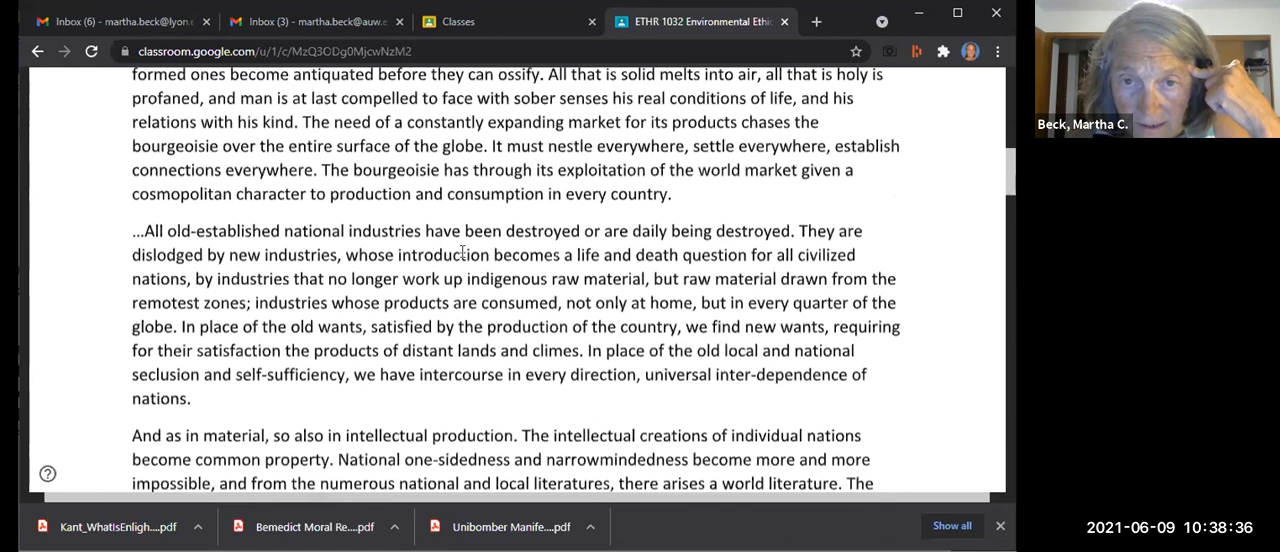 Inbox (6) - martha.beck@lyon.e
Inbox (3) - martha.beck@auw.e
Classes
ETHR 1032 Environmental Ethic
classroom.google.com/u/1/c/MzQ3ODg0MjcwNzM2
formed ones become antiquated before they can ossify. All that is solid melts into air, all that is holy is
profaned, and man is at last compelled to face with sober senses his real conditions of life, and his
relations with his kind. The need of a constantly expanding market for its products chases the
bourgeoisie over the entire surface of the globe. It must nestle everywhere, settle everywhere, establish
connections everywhere. The bourgeoisie has through its exploitation of the world market given a
cosmopolitan character to production and consumption in every country.
...All old-established national industries have been destroyed or are daily being destroyed. They are
dislodged by new industries, whose introduction becomes a life and death question for all civilized
nations, by industries that no longer work up indigenous raw material, but raw material drawn from the
remotest zones; industries whose products are consumed, not only at home, but in every quarter of the
globe. In place of the old wants, satisfied by the production of the country, we find new wants, requiring
for their satisfaction the products of distant lands and climes. In place of the old local and national
seclusion and self-sufficiency, we have intercourse in every direction, universal inter-dependence of
nations.
And as in material, so also in intellectual production. The intellectual creations of individual nations
become common property. National one-sidedness and narrowmindedness become more and more
impossible, and from the numerous national and local literatures, there arises a world literature. The
Kant_WhatIsEnligh....pdf
Bemedict Moral Re....pdf
Unibomber Manife....pdf
Show all
Beck, Martha C.
2021-06-09 10:38:36